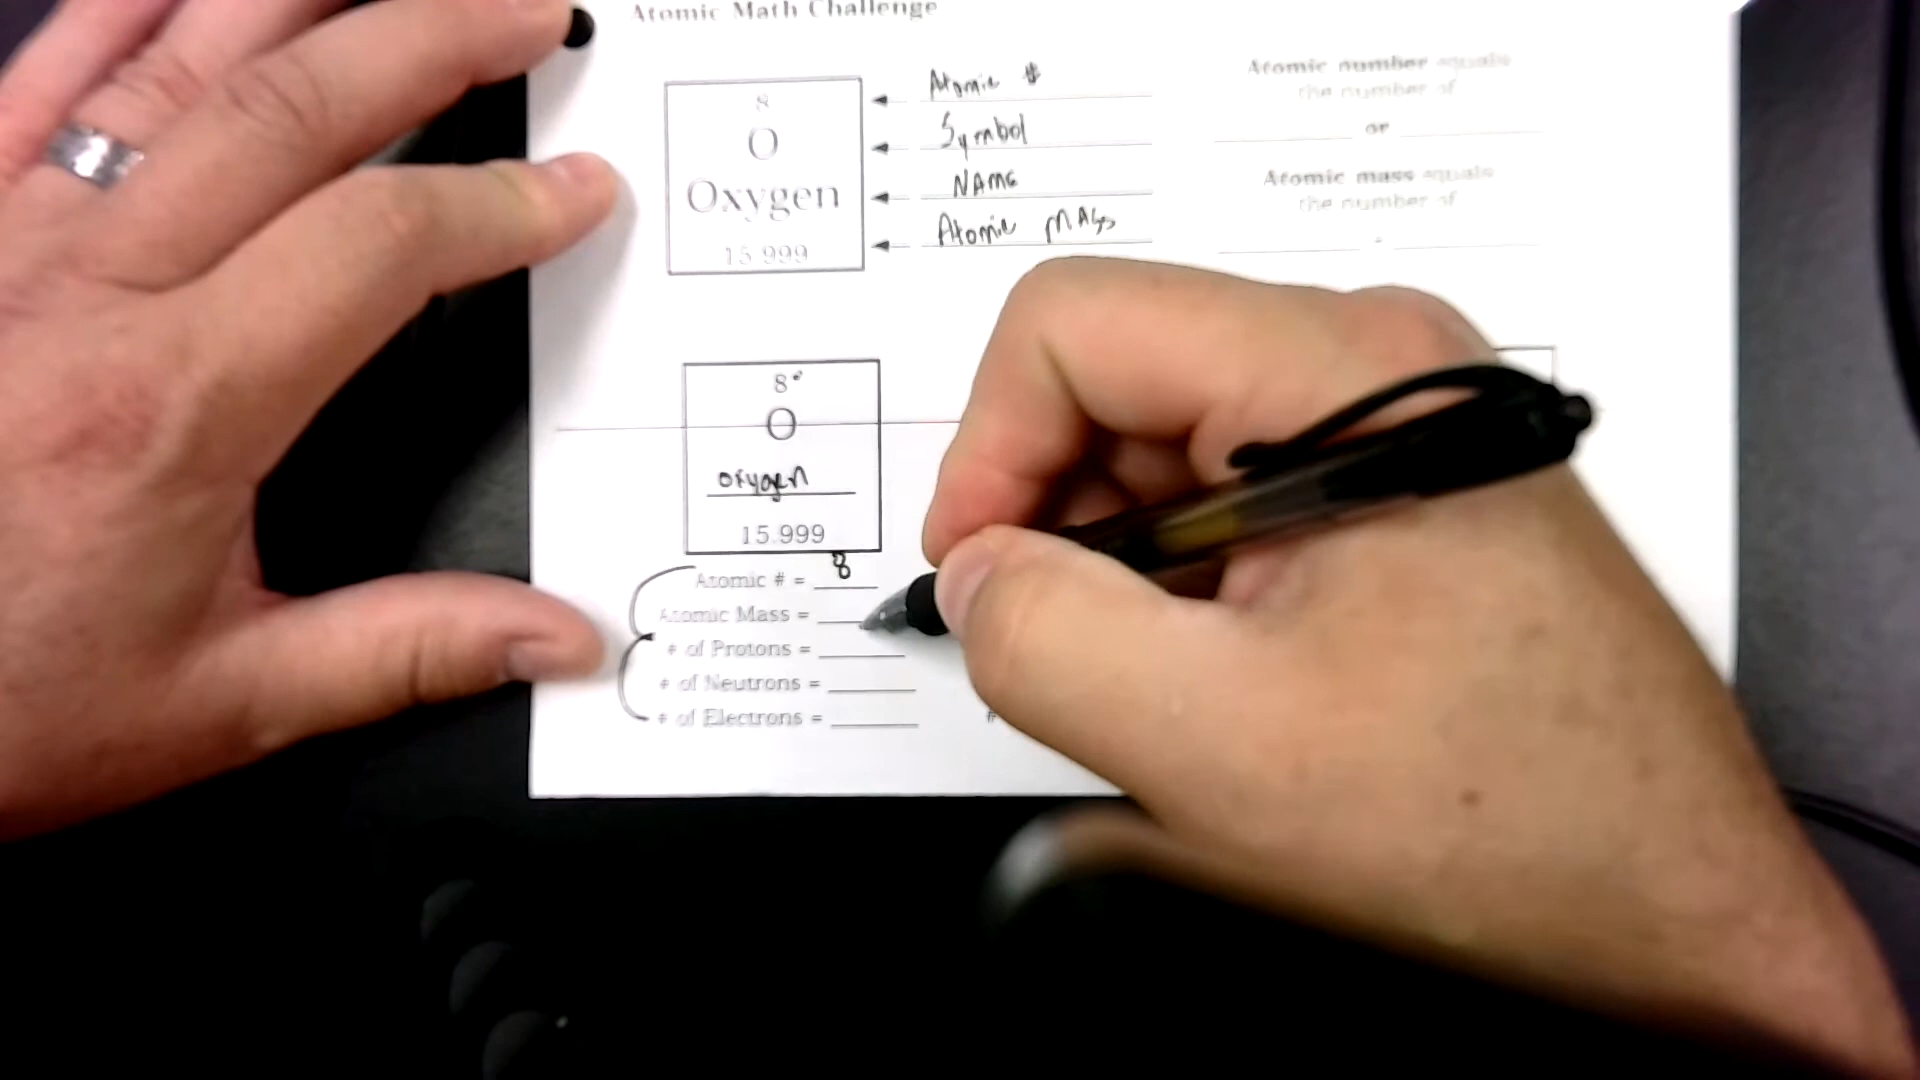 Atomic Math Challenge
8
O
Oxygen
15.999
Atomic #
Symbol
NAME
Atomic MASS
Atomic number equals
the number of
or
Atomic mass equals
the number of
-
8
O
oxygen
15.999
Atomic # = 8
Atomic Mass =
# of Protons =
# of Neutrons =
# of Electrons =
#